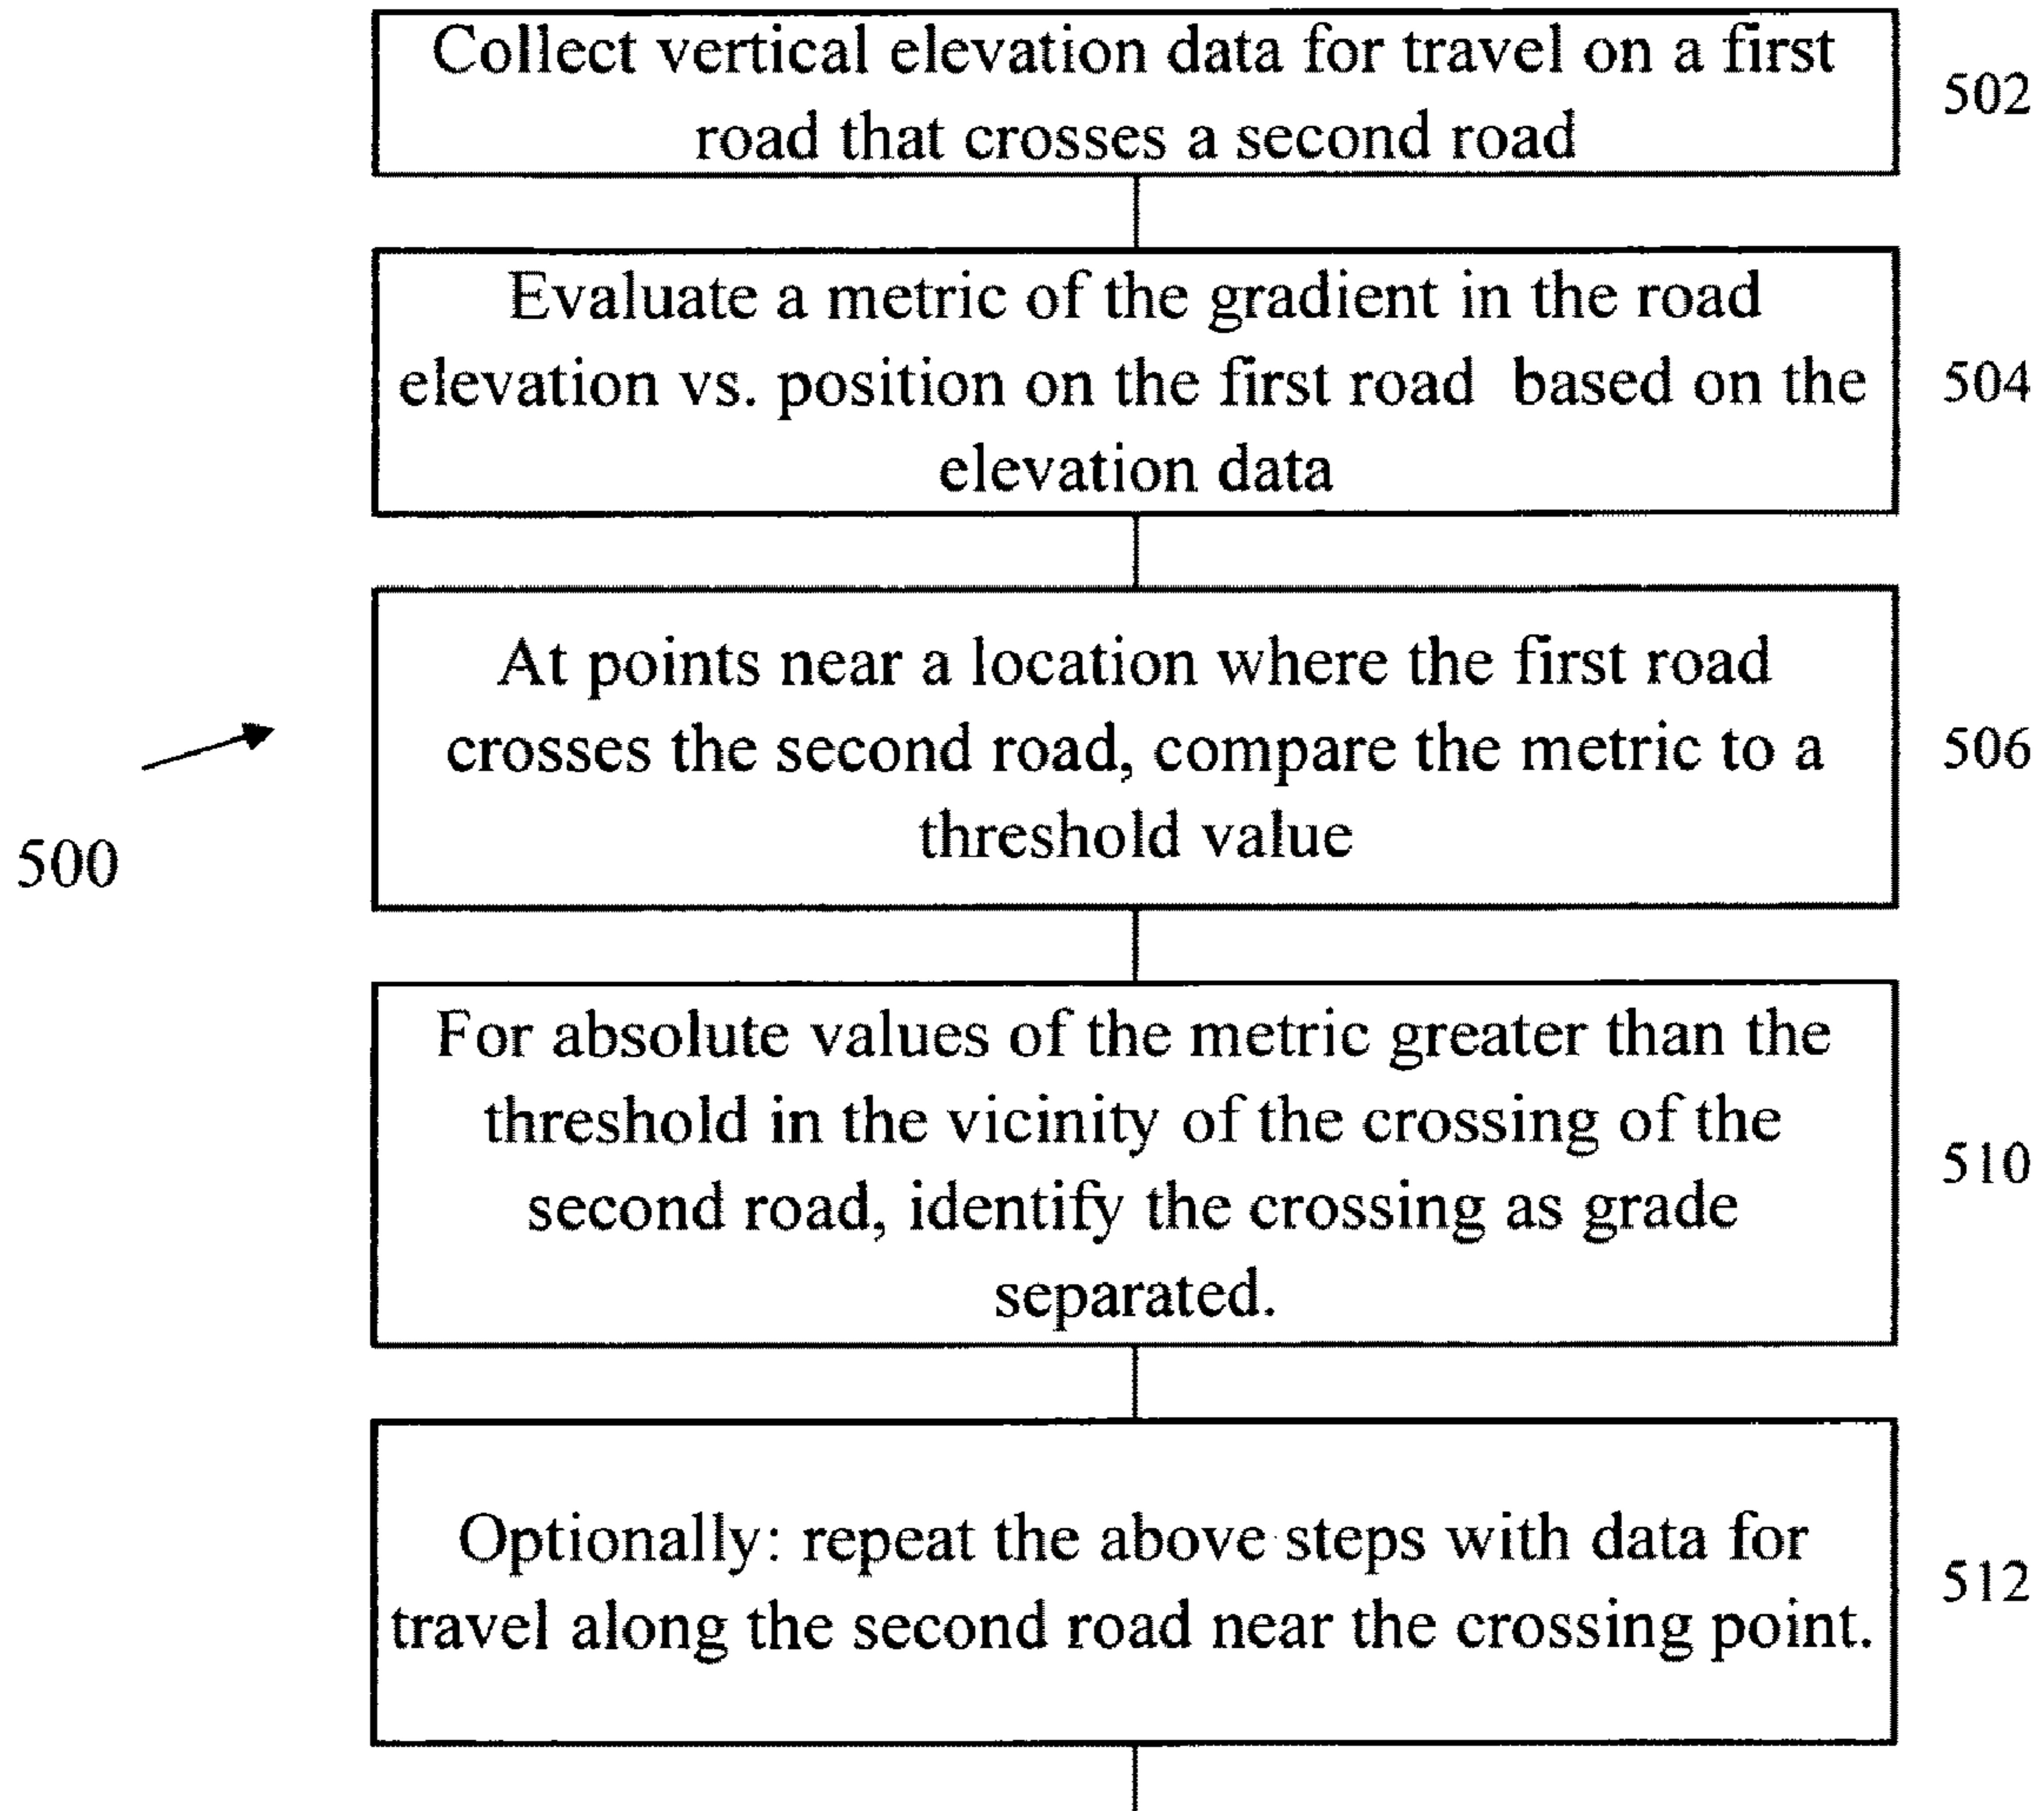 Collect vertical elevation data for travel on a first
road that crosses a second road
502
Evaluate a metric of the gradient in the road
elevation vs. position on the first road based on the
elevation data
504
At points near a location where the first road
crosses the second road, compare the metric to a
threshold value
506
500
For absolute values of the metric greater than the
threshold in the vicinity of the crossing of the
second road, identify the crossing as grade
separated.
510
Optionally: repeat the above steps with data for
travel along the second road near the crossing point.
512